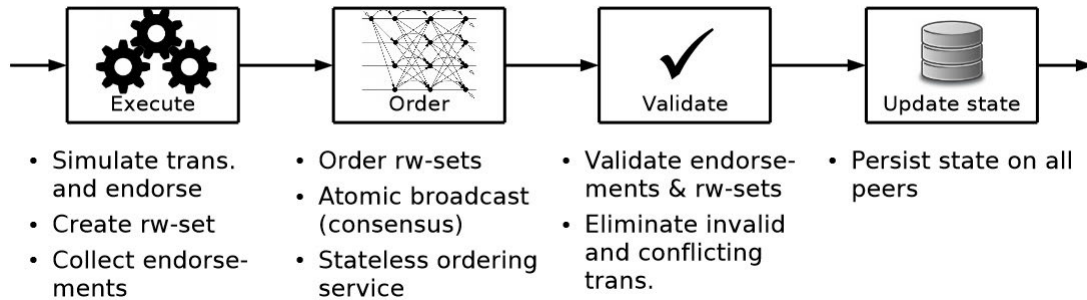 Execute
Order
Validate
Update state
• Simulate trans.
and endorse
• Create rw-set
• Collect endorse-
ments
• Order rw-sets
• Atomic broadcast
(consensus)
• Stateless ordering
service
• Validate endorse-
ments & rw-sets
• Eliminate invalid
and conflicting
trans.
• Persist state on all
peers